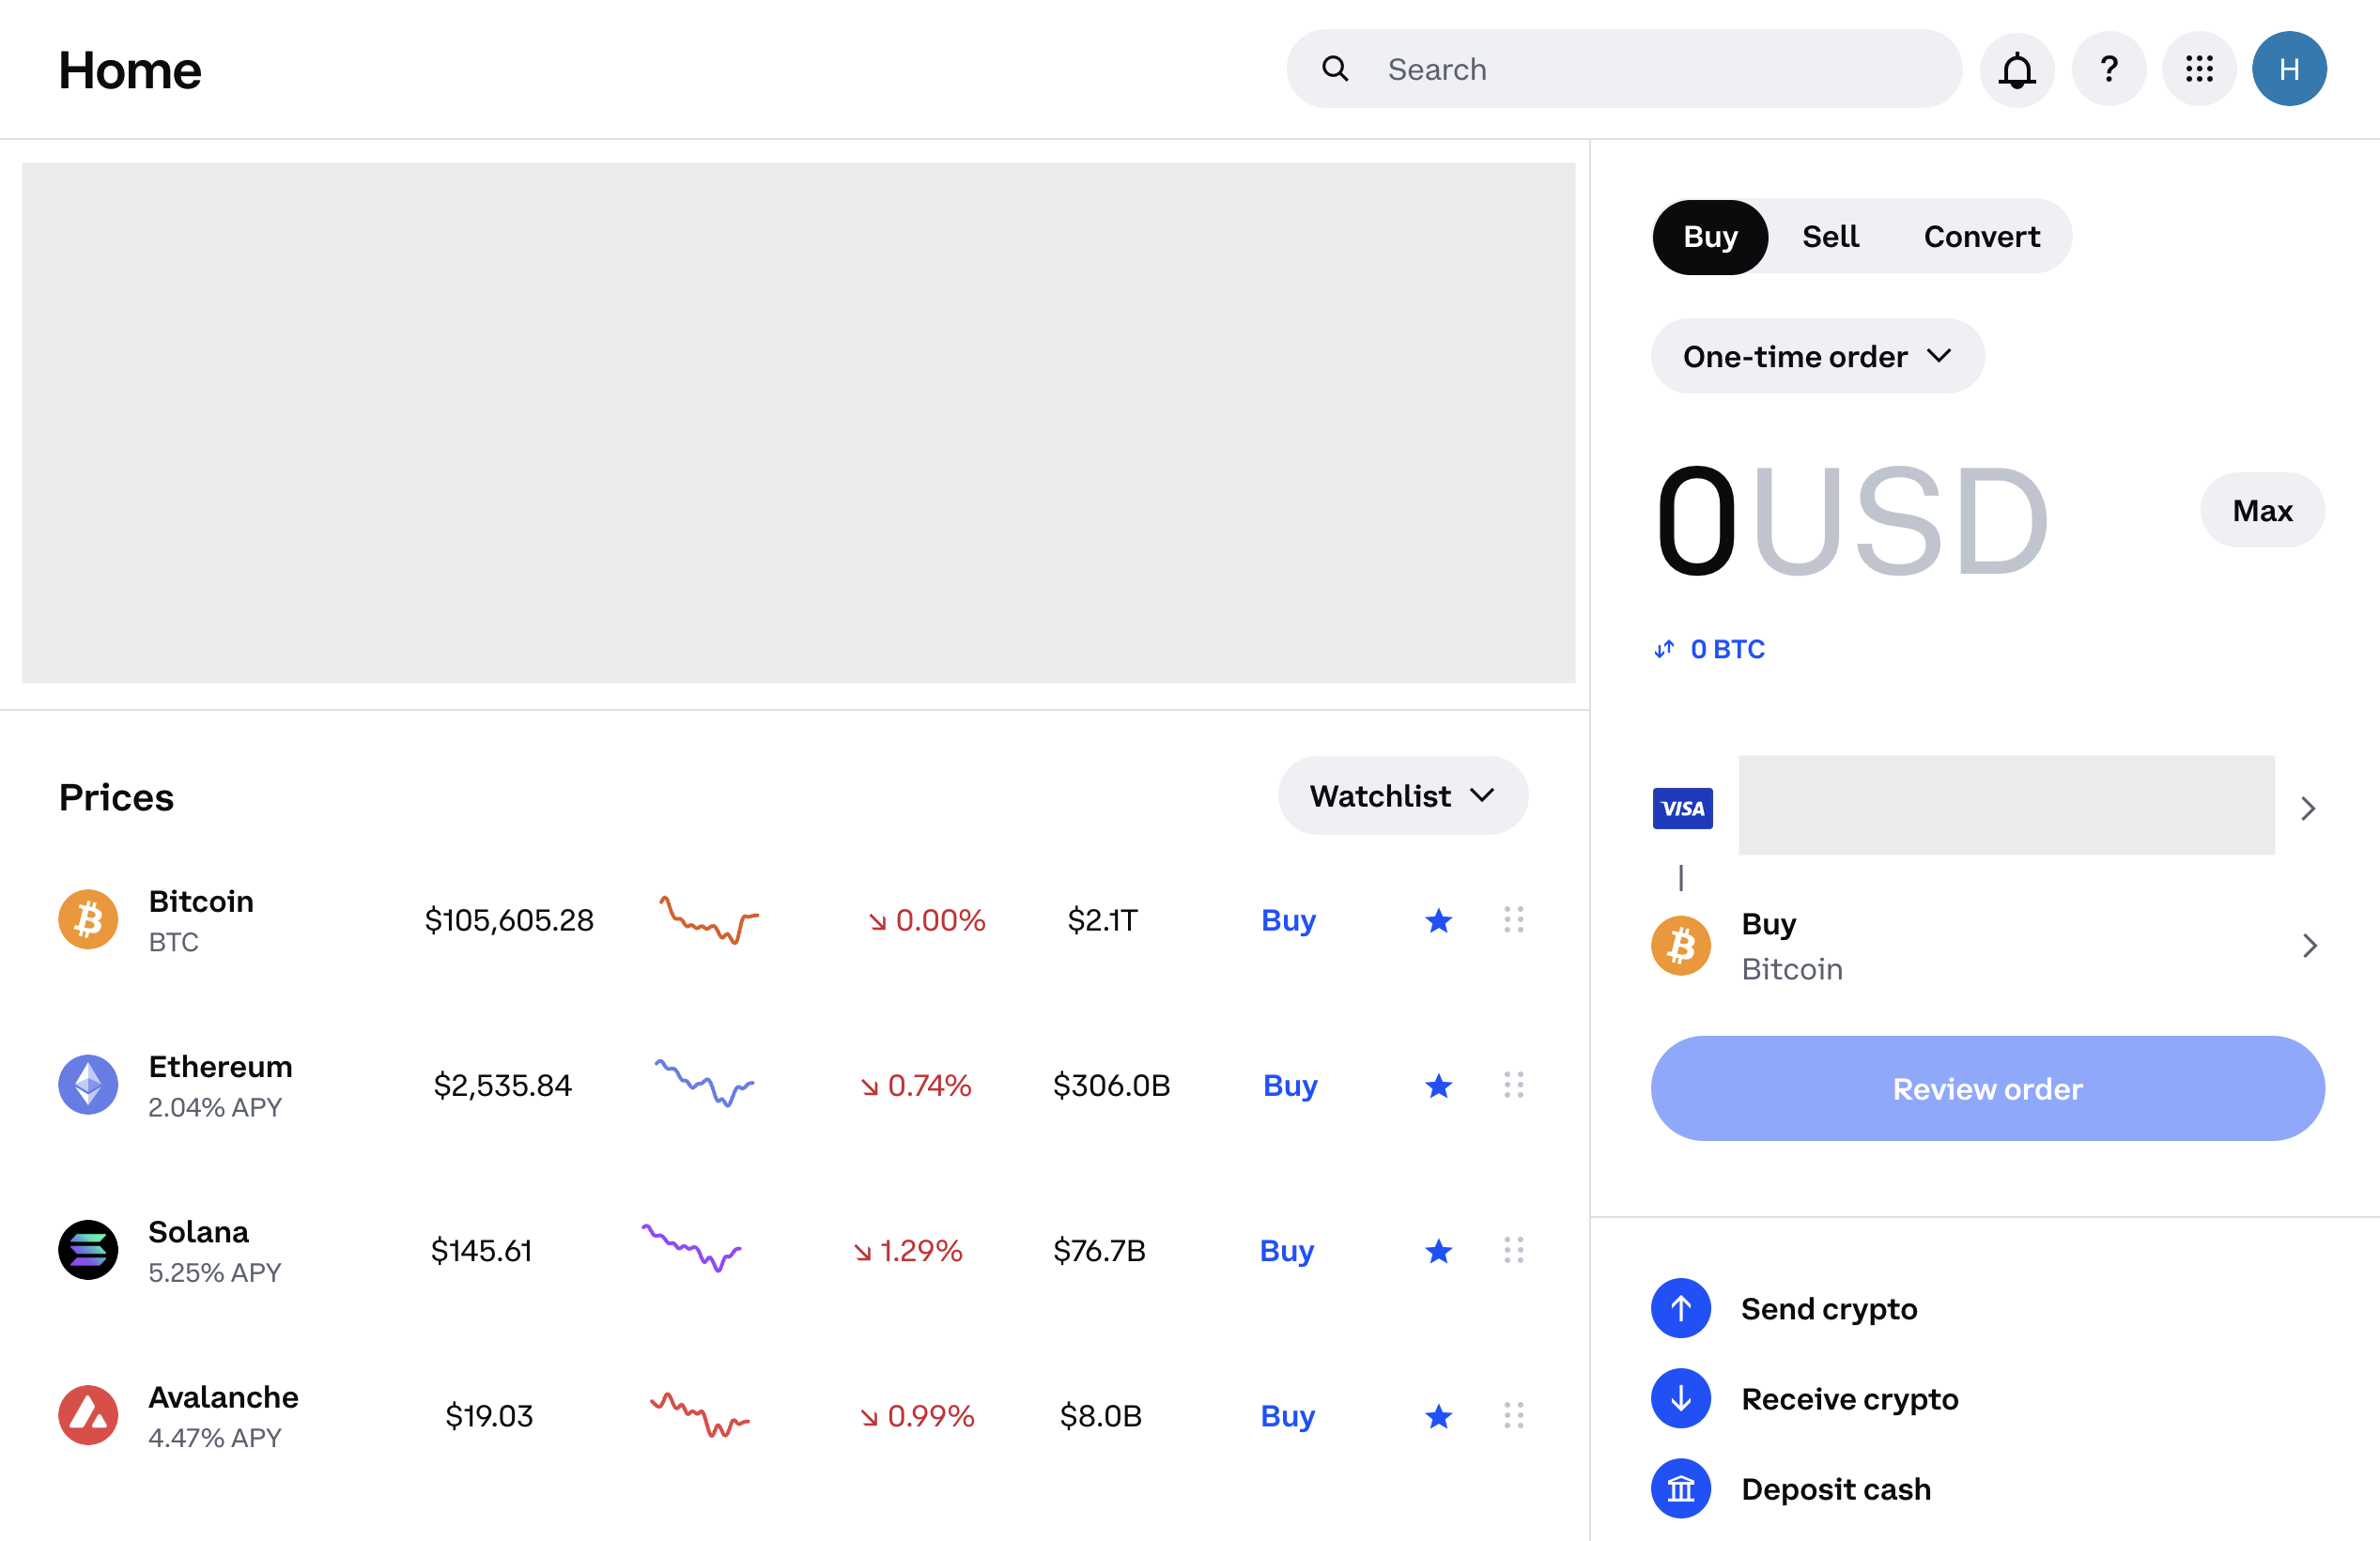 Home
Search
?
H
Buy Sell Convert
One-time order
0 USD
Max
0 BTC
VISA
Buy
Bitcoin
Review order
Send crypto
Receive crypto
Deposit cash
Prices
Watchlist
Bitcoin
BTC
$105,605.28 0.00% $2.1T Buy
Ethereum
2.04% APY
$2,535.84 0.74% $306.0B Buy
Solana
5.25% APY
$145.61 1.29% $76.7B Buy
Avalanche
4.47% APY
$19.03 0.99% $8.0B Buy